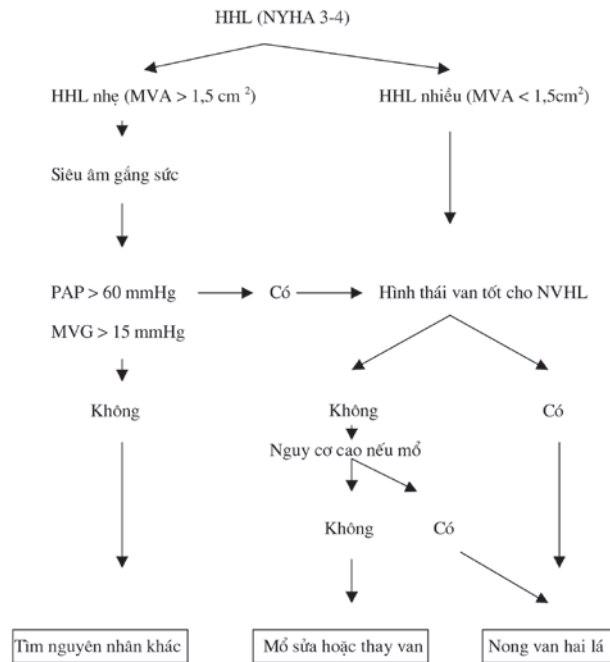 HHL (NYHA 3-4)
HHL nhẹ (MVA > 1,5 cm ²)
HHL nhiều (MVA < 1,5cm²)
Siêu âm gắng sức
PAP > 60 mmHg
Có
Hình thái van tốt cho NVHL
MVG > 15 mmHg
Không
Không
Có
Nguy cơ cao nếu mổ
Không
Có
Tìm nguyên nhân khác
Mổ sửa hoặc thay van
Nong van hai lá